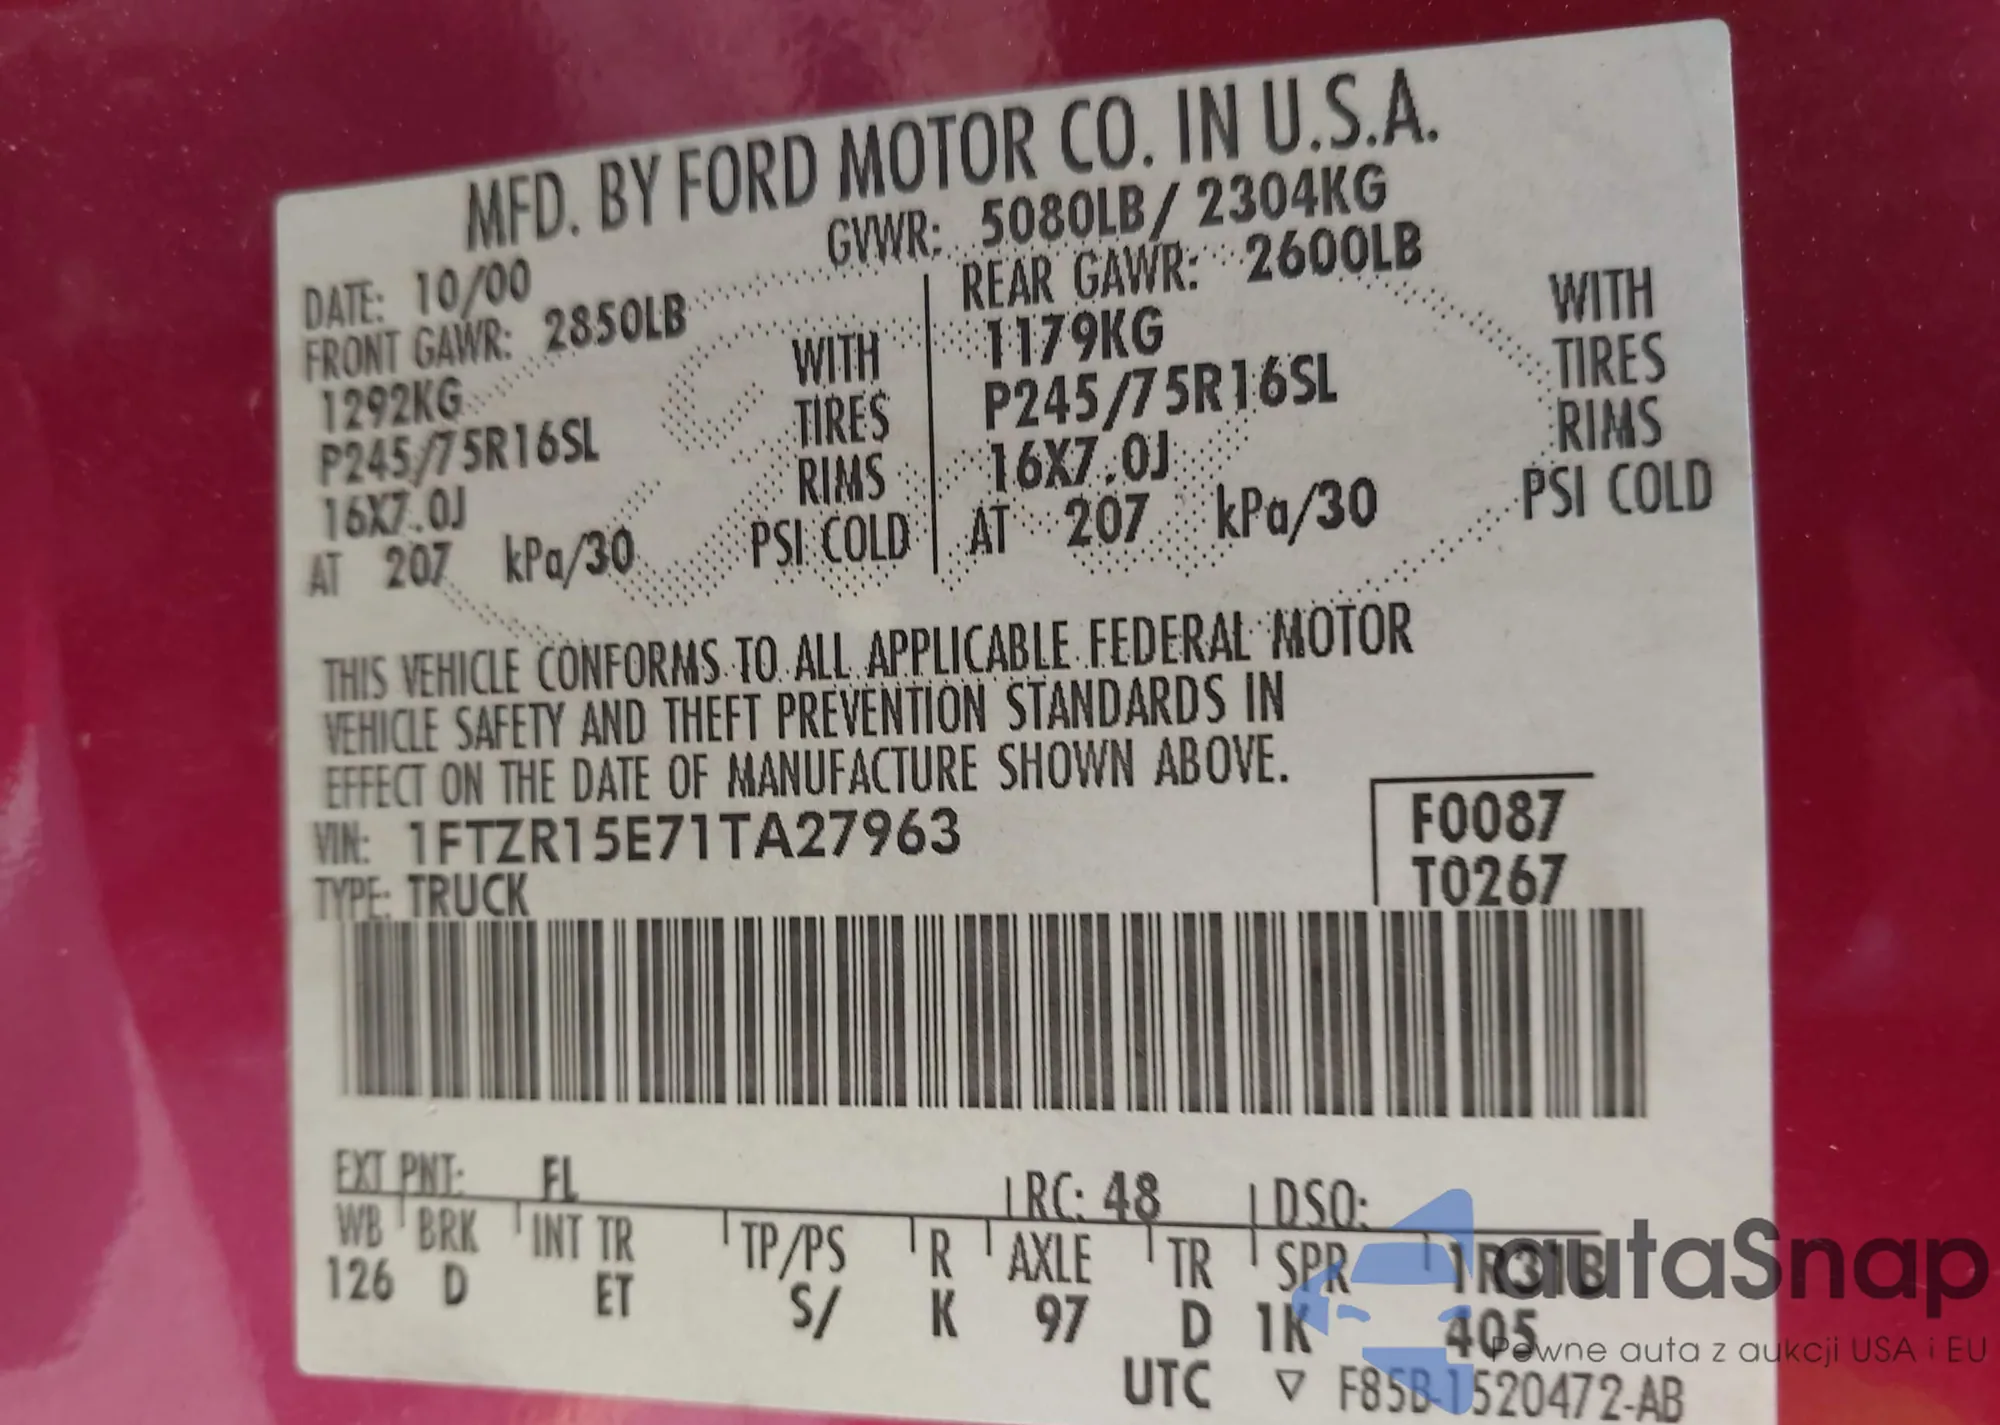 MFD. BY FORD MOTOR CO. IN U.S.A.
DATE: 10/00 GVWR: 5080LB/ 2304KG
FRONT GAWR: 2850LB REAR GAWR: 2600LB
1292KG WITH 1179KG WITH
P245/75R16SL TIRES P245/75R16SL TIRES
16X7.0J RIMS 16X7.0J RIMS
AT 207 kPa/30 PSI COLD AT 207 kPa/30 PSI COLD
THIS VEHICLE CONFORMS TO ALL APPLICABLE FEDERAL MOTOR
VEHICLE SAFETY AND THEFT PREVENTION STANDARDS IN
EFFECT ON THE DATE OF MANUFACTURE SHOWN ABOVE.
VIN: 1FTZR15E71TA27963 F0087
TYPE: TRUCK T0267
EXT PNT: FL RC: 48 DSO:
WB BRK INT TR TP/PS R AXLE TR SPR 1R31B
126 D ET S/ K 97 D 1K 405
UTC ▽ F85B-1520472-AB
autaSnap
Pewne auta z aukcji USA i EU